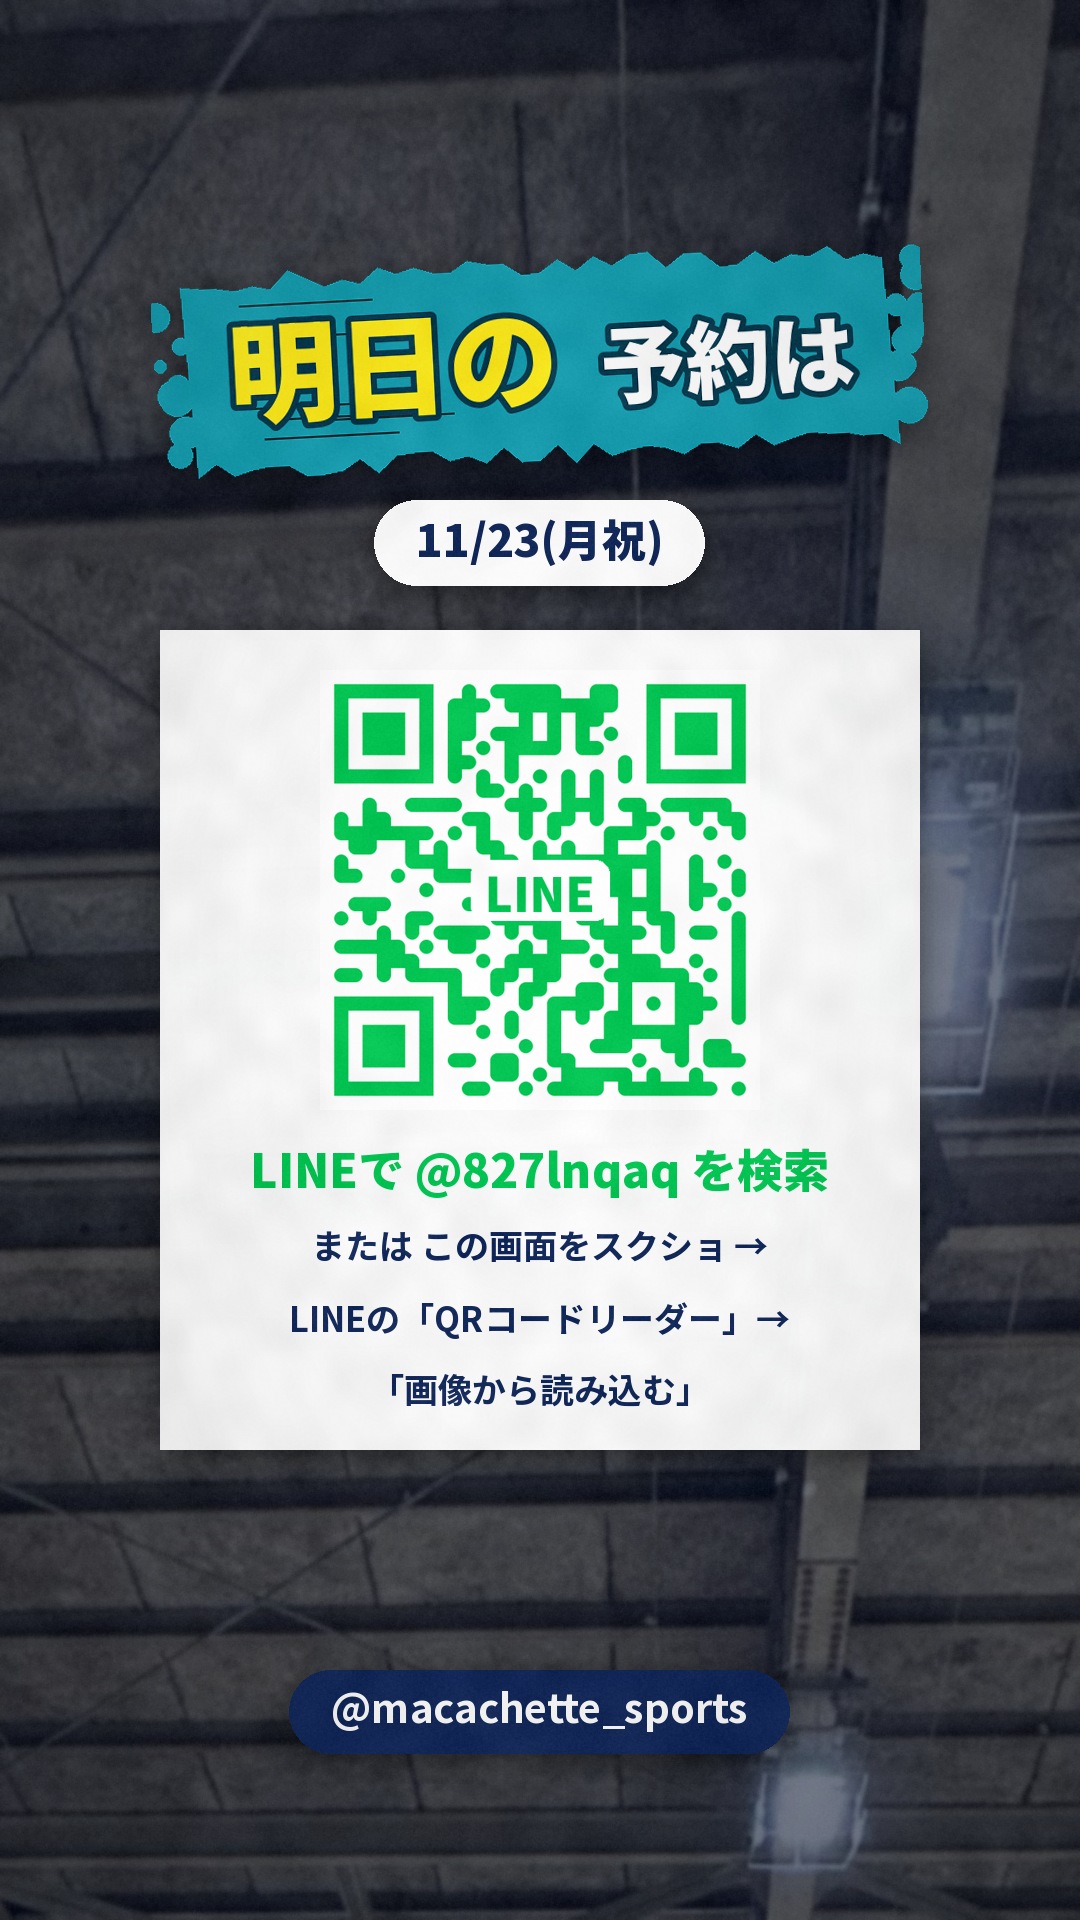 明日の 予約は
11/23(月祝)
LINE
LINEで @827lnqaq を検索
または この画面をスクショ →
LINEの「QRコードリーダー」→
「画像から読み込む」
@macachette_sports